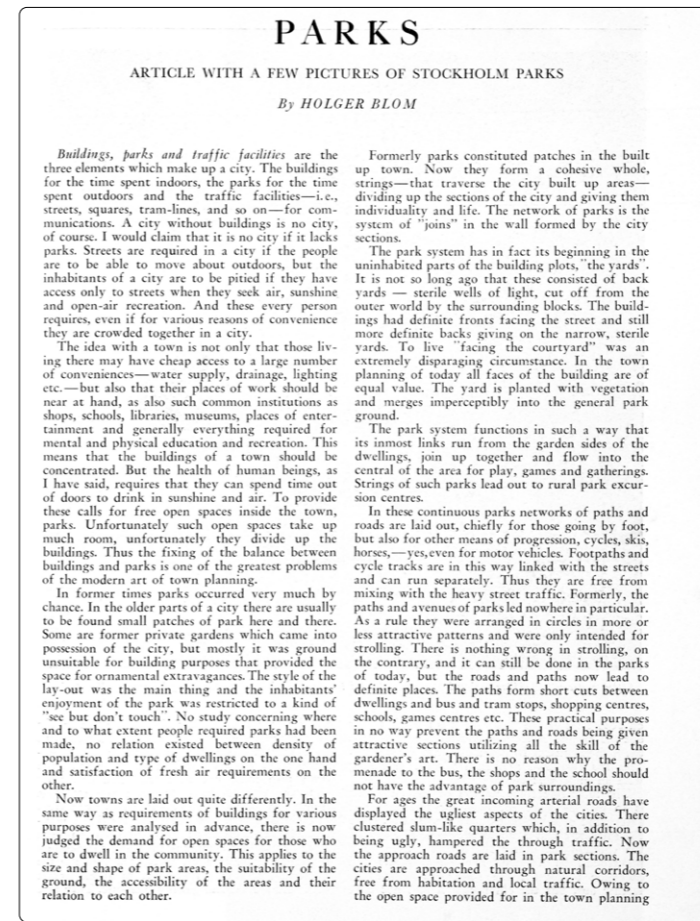 PARKS
ARTICLE WITH A FEW PICTURES OF STOCKHOLM PARKS
By HOLGER BLOM
Buildings, parks and traffic facilities are the
three elements which make up a city. The buildings
for the time spent indoors, the parks for the time
spent outdoors and the traffic facilities—i.e.,
streets, squares, tram-lines, and so on—for com-
munications. A city without buildings is no city,
of course. I would claim that it is no city if it lacks
parks. Streets are required in a city if the people
are to be able to move about outdoors, but the
inhabitants of a city are to be pitied if they have
access only to streets when they seek air, sunshine
and open-air recreation. And these every person
requires, even if for various reasons of convenience
they are crowded together in a city.
The idea with a town is not only that those liv-
ing there may have cheap access to a large number
of conveniences—water supply, drainage, lighting
etc.—but also that their places of work should be
near at hand, as also such common institutions as
shops, schools, libraries, museums, places of enter-
tainment and generally everything required for
mental and physical education and recreation. This
means that the buildings of a town should be
concentrated. But the health of human beings, as
I have said, requires that they can spend time out
of doors to drink in sunshine and air. To provide
these calls for free open spaces inside the town,
parks. Unfortunately such open spaces take up
much room, unfortunately they divide up the
buildings. Thus the fixing of the balance between
buildings and parks is one of the greatest problems
of the modern art of town planning.
In former times parks occurred very much by
chance. In the older parts of a city there are usually
to be found small patches of park here and there.
Some are former private gardens which came into
possession of the city, but mostly it was ground
unsuitable for building purposes that provided the
space for ornamental extravagances. The style of the
lay-out was the main thing and the inhabitants'
enjoyment of the park was restricted to a kind of
"see but don't touch". No study concerning where
and to what extent people required parks had been
made, no relation existed between density of
population and type of dwellings on the one hand
and satisfaction of fresh air requirements on the
other.
Now towns are laid out quite differently. In the
same way as requirements of buildings for various
purposes were analysed in advance, there is now
judged the demand for open spaces for those who
are to dwell in the community. This applies to the
size and shape of park areas, the suitability of the
ground, the accessibility of the areas and their
relation to each other.
Formerly parks constituted patches in the built
up town. Now they form a cohesive whole,
strings—that traverse the city built up areas—
dividing up the sections of the city and giving them
individuality and life. The network of parks is the
system of "joins" in the wall formed by the city
sections.
The park system has in fact its beginning in the
uninhabited parts of the building plots, "the yards".
It is not so long ago that these consisted of back
yards — sterile wells of light, cut off from the
outer world by the surrounding blocks. The build-
ings had definite fronts facing the street and still
more definite backs giving on the narrow, sterile
yards. To live "facing the courtyard" was an
extremely disparaging circumstance. In the town
planning of today all faces of the building are of
equal value. The yard is planted with vegetation
and merges imperceptibly into the general park
ground.
The park system functions in such a way that
its inmost links run from the garden sides of the
dwellings, join up together and flow into the
central of the area for play, games and gatherings.
Strings of such parks lead out to rural park excur-
sion centres.
In these continuous parks networks of paths and
roads are laid out, chiefly for those going by foot,
but also for other means of progression, cycles, skis,
horses,—yes, even for motor vehicles. Footpaths and
cycle tracks are in this way linked with the streets
and can run separately. Thus they are free from
mixing with the heavy street traffic. Formerly, the
paths and avenues of parks led nowhere in particular.
As a rule they were arranged in circles in more or
less attractive patterns and were only intended for
strolling. There is nothing wrong in strolling, on
the contrary, and it can still be done in the parks
of today, but the roads and paths now lead to
definite places. The paths form short cuts between
dwellings and bus and tram stops, shopping centres,
schools, games centres etc. These practical purposes
in no way prevent the paths and roads being given
attractive sections utilizing all the skill of the
gardener's art. There is no reason why the pro-
menade to the bus, the shops and the school should
not have the advantage of park surroundings.
For ages the great incoming arterial roads have
displayed the ugliest aspects of the cities. There
clustered slum-like quarters which, in addition to
being ugly, hampered the through traffic. Now
the approach roads are laid in park sections. The
cities are approached through natural corridors,
free from habitation and local traffic. Owing to
the open space provided for in the town planning